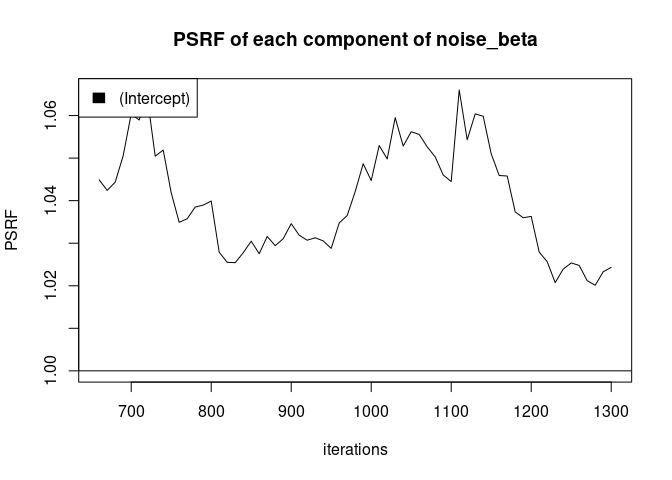 PSRF of each component of noise_beta
(Intercept)
PSRF
1.06
1.04
1.02
1.00
700 800 900 1000 1100 1200 1300
iterations